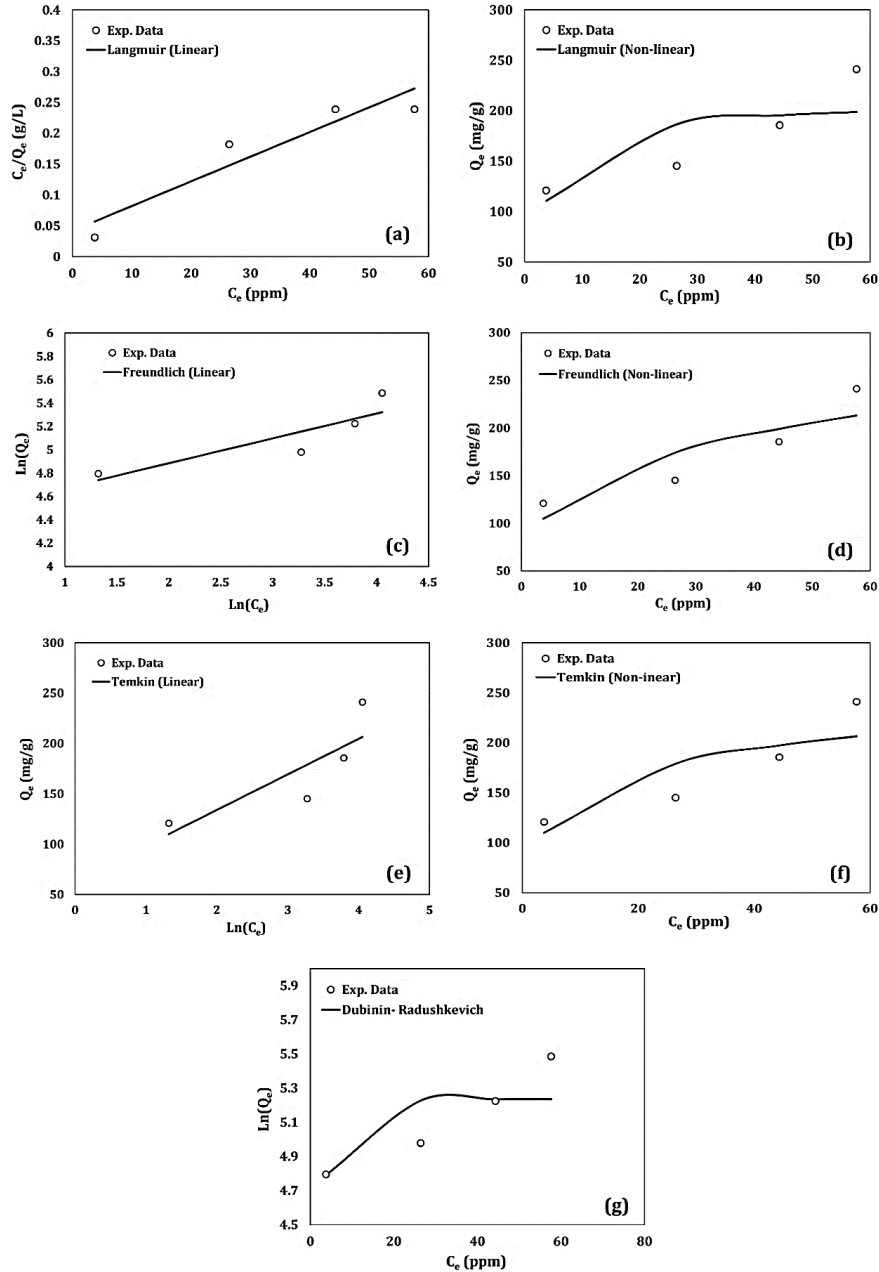 Exp. Data
Langmuir (Linear)
0.4
0.35
0.3
0.25
0.2
0.15
0.1
0.05
0
Cₑ/Qₑ (g/L)
0 10 20 30 40 50 60
Cₑ (ppm)
(a)
Exp. Data
Langmuir (Non-linear)
300
250
200
150
100
50
Qₑ (mg/g)
0 20 40 60
Cₑ (ppm)
(b)
Exp. Data
Freundlich (Linear)
6
5.8
5.6
5.4
5.2
5
4.8
4.6
4.4
4.2
4
Ln(Qₑ)
1 1.5 2 2.5 3 3.5 4 4.5
Ln(Cₑ)
(c)
Exp. Data
Freundlich (Non-linear)
300
250
200
150
100
50
Qₑ (mg/g)
0 10 20 30 40 50 60
Cₑ (ppm)
(d)
Exp. Data
Temkin (Linear)
300
250
200
150
100
50
Qₑ (mg/g)
0 1 2 3 4 5
Ln(Cₑ)
(e)
Exp. Data
Temkin (Non-inear)
300
250
200
150
100
50
Qₑ (mg/g)
0 20 40 60
Cₑ (ppm)
(f)
Exp. Data
Dubinin- Radushkevich
5.9
5.7
5.5
5.3
5.1
4.9
4.7
4.5
Ln(Qₑ)
0 20 40 60 80
Cₑ (ppm)
(g)